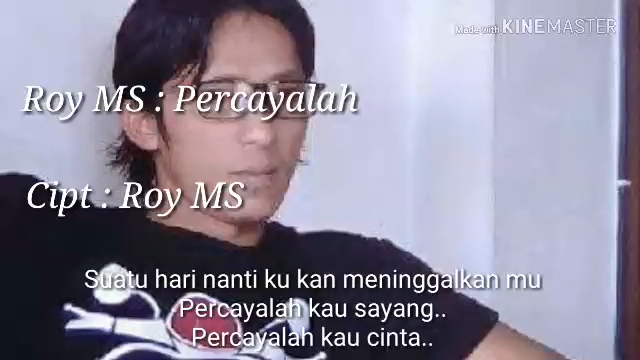 Made with KINEMASTER
Roy MS : Percayalah
Cipt : Roy MS
Suatu hari nanti ku kan meninggalkan mu
Percayalah kau sayang..
Percayalah kau cinta..